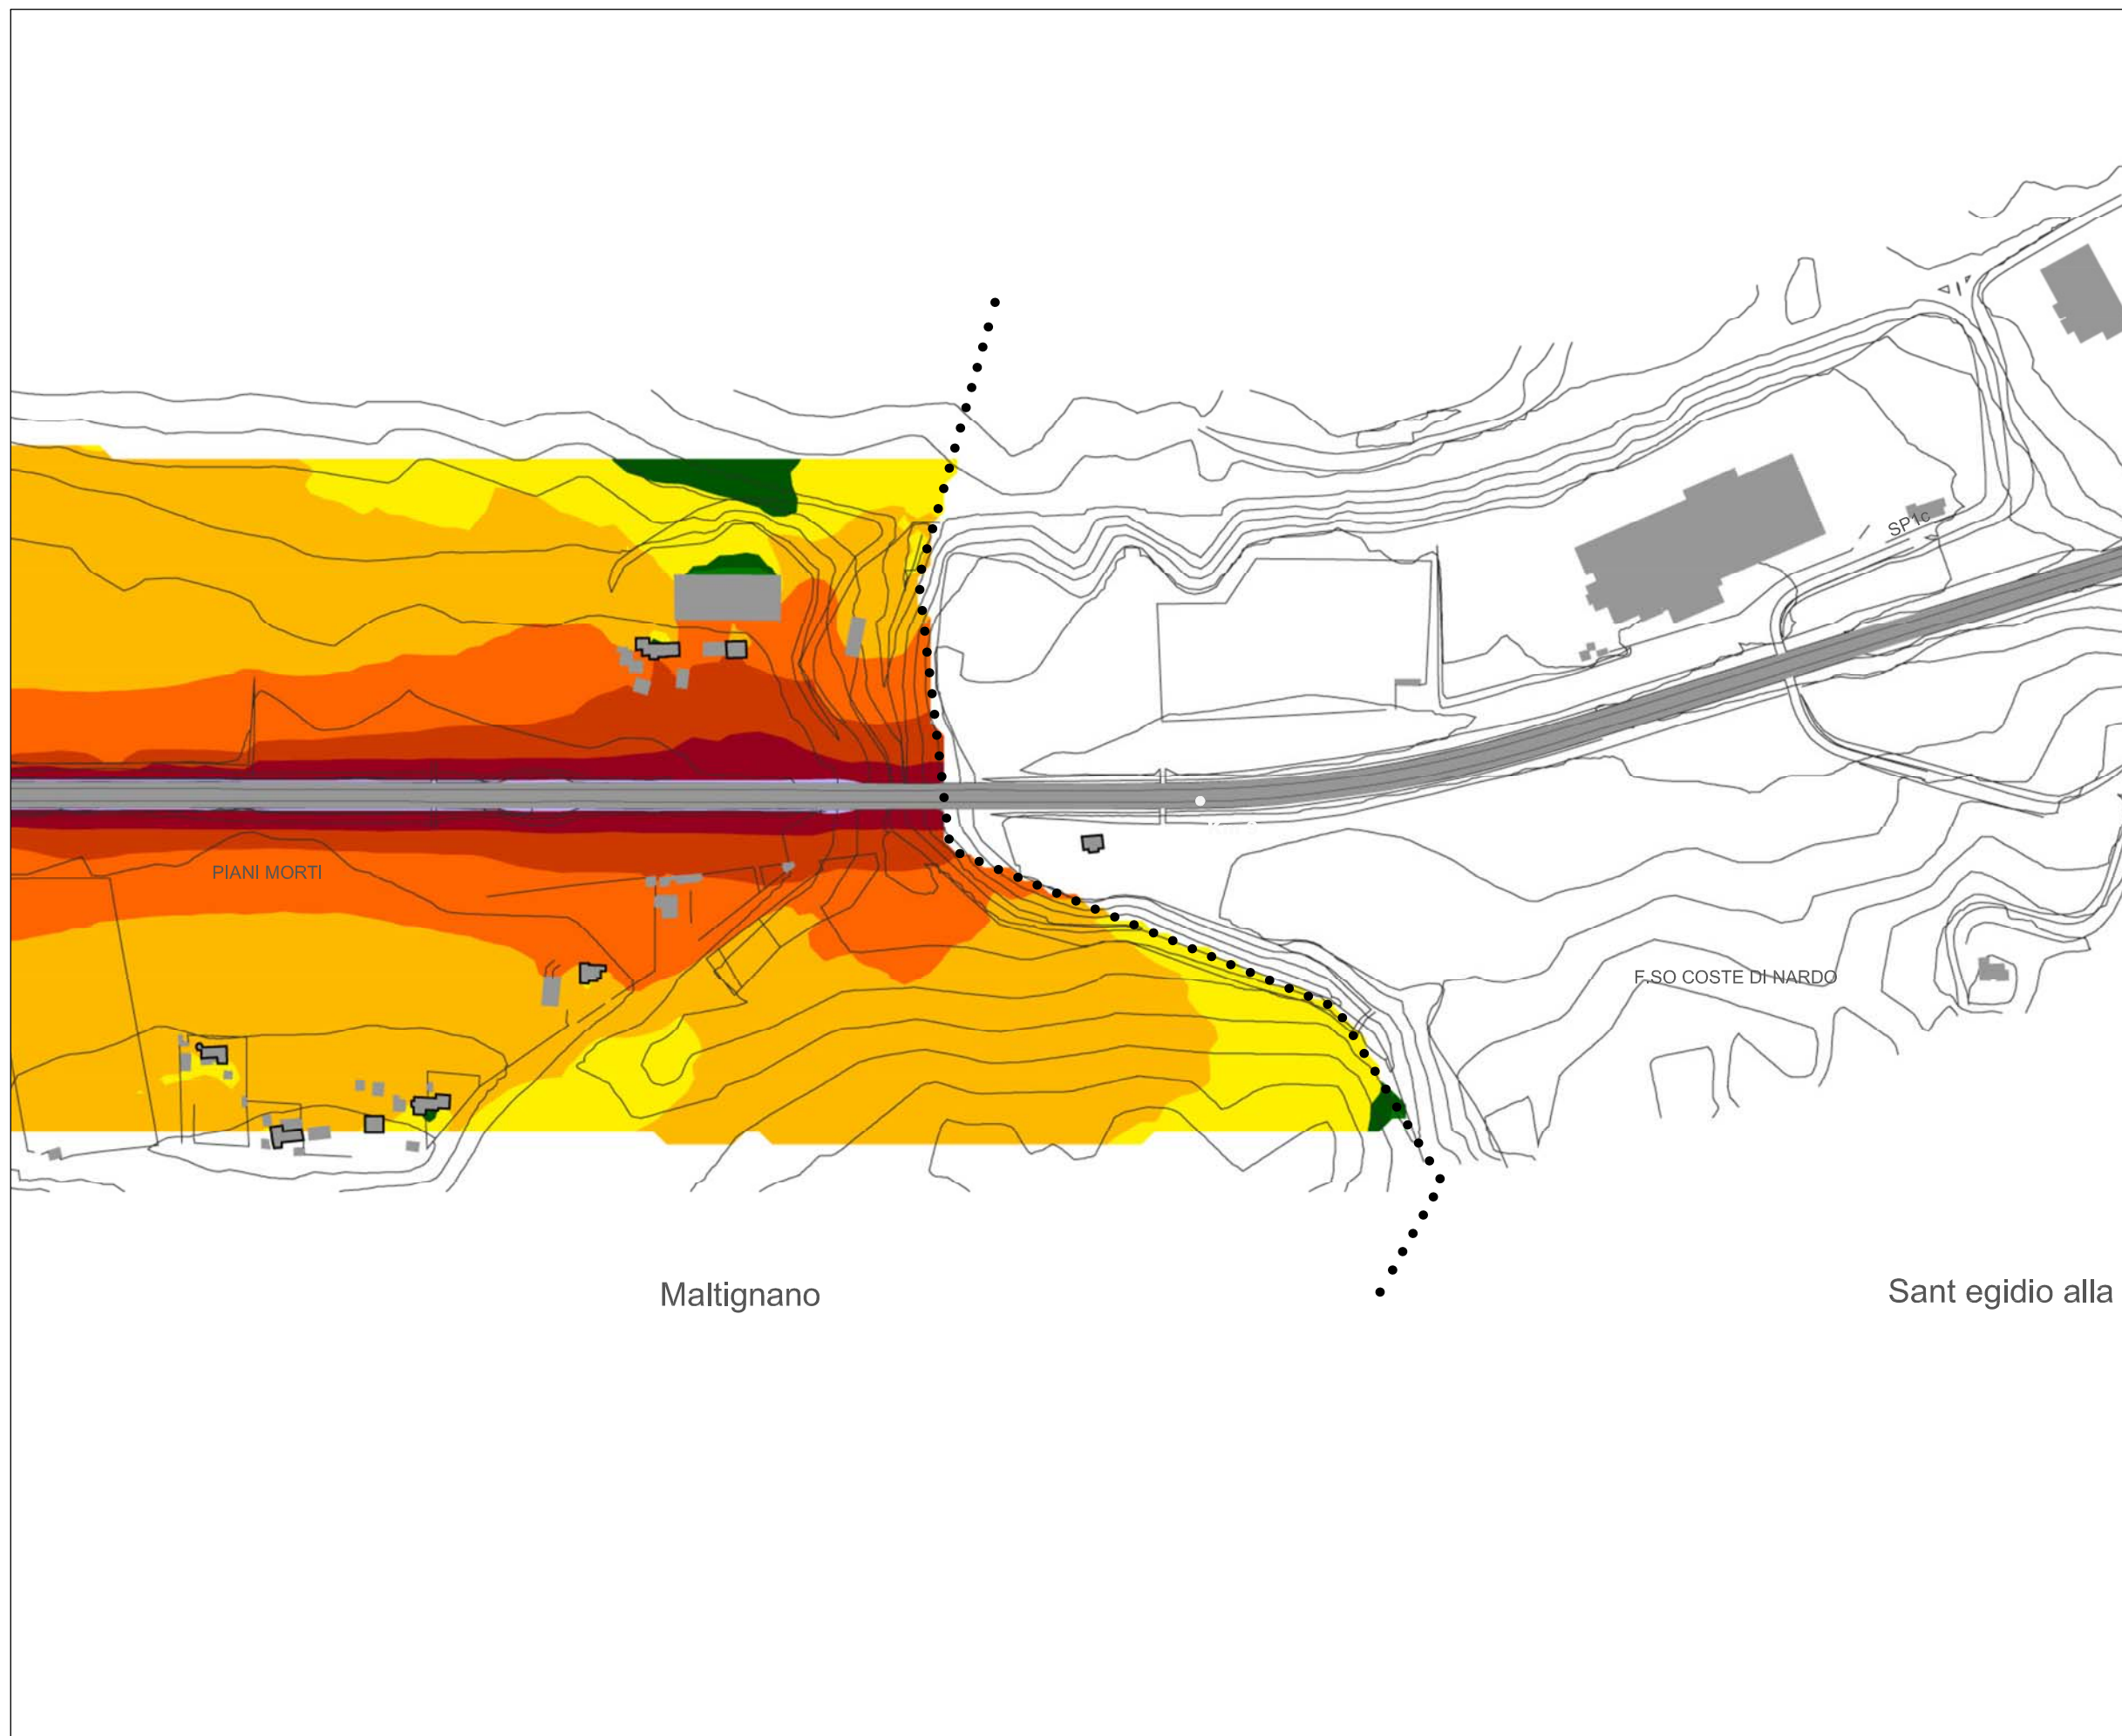 SP1c
PIANI MORTI
F.SO COSTE DI NARDO
Maltignano
Sant egidio alla